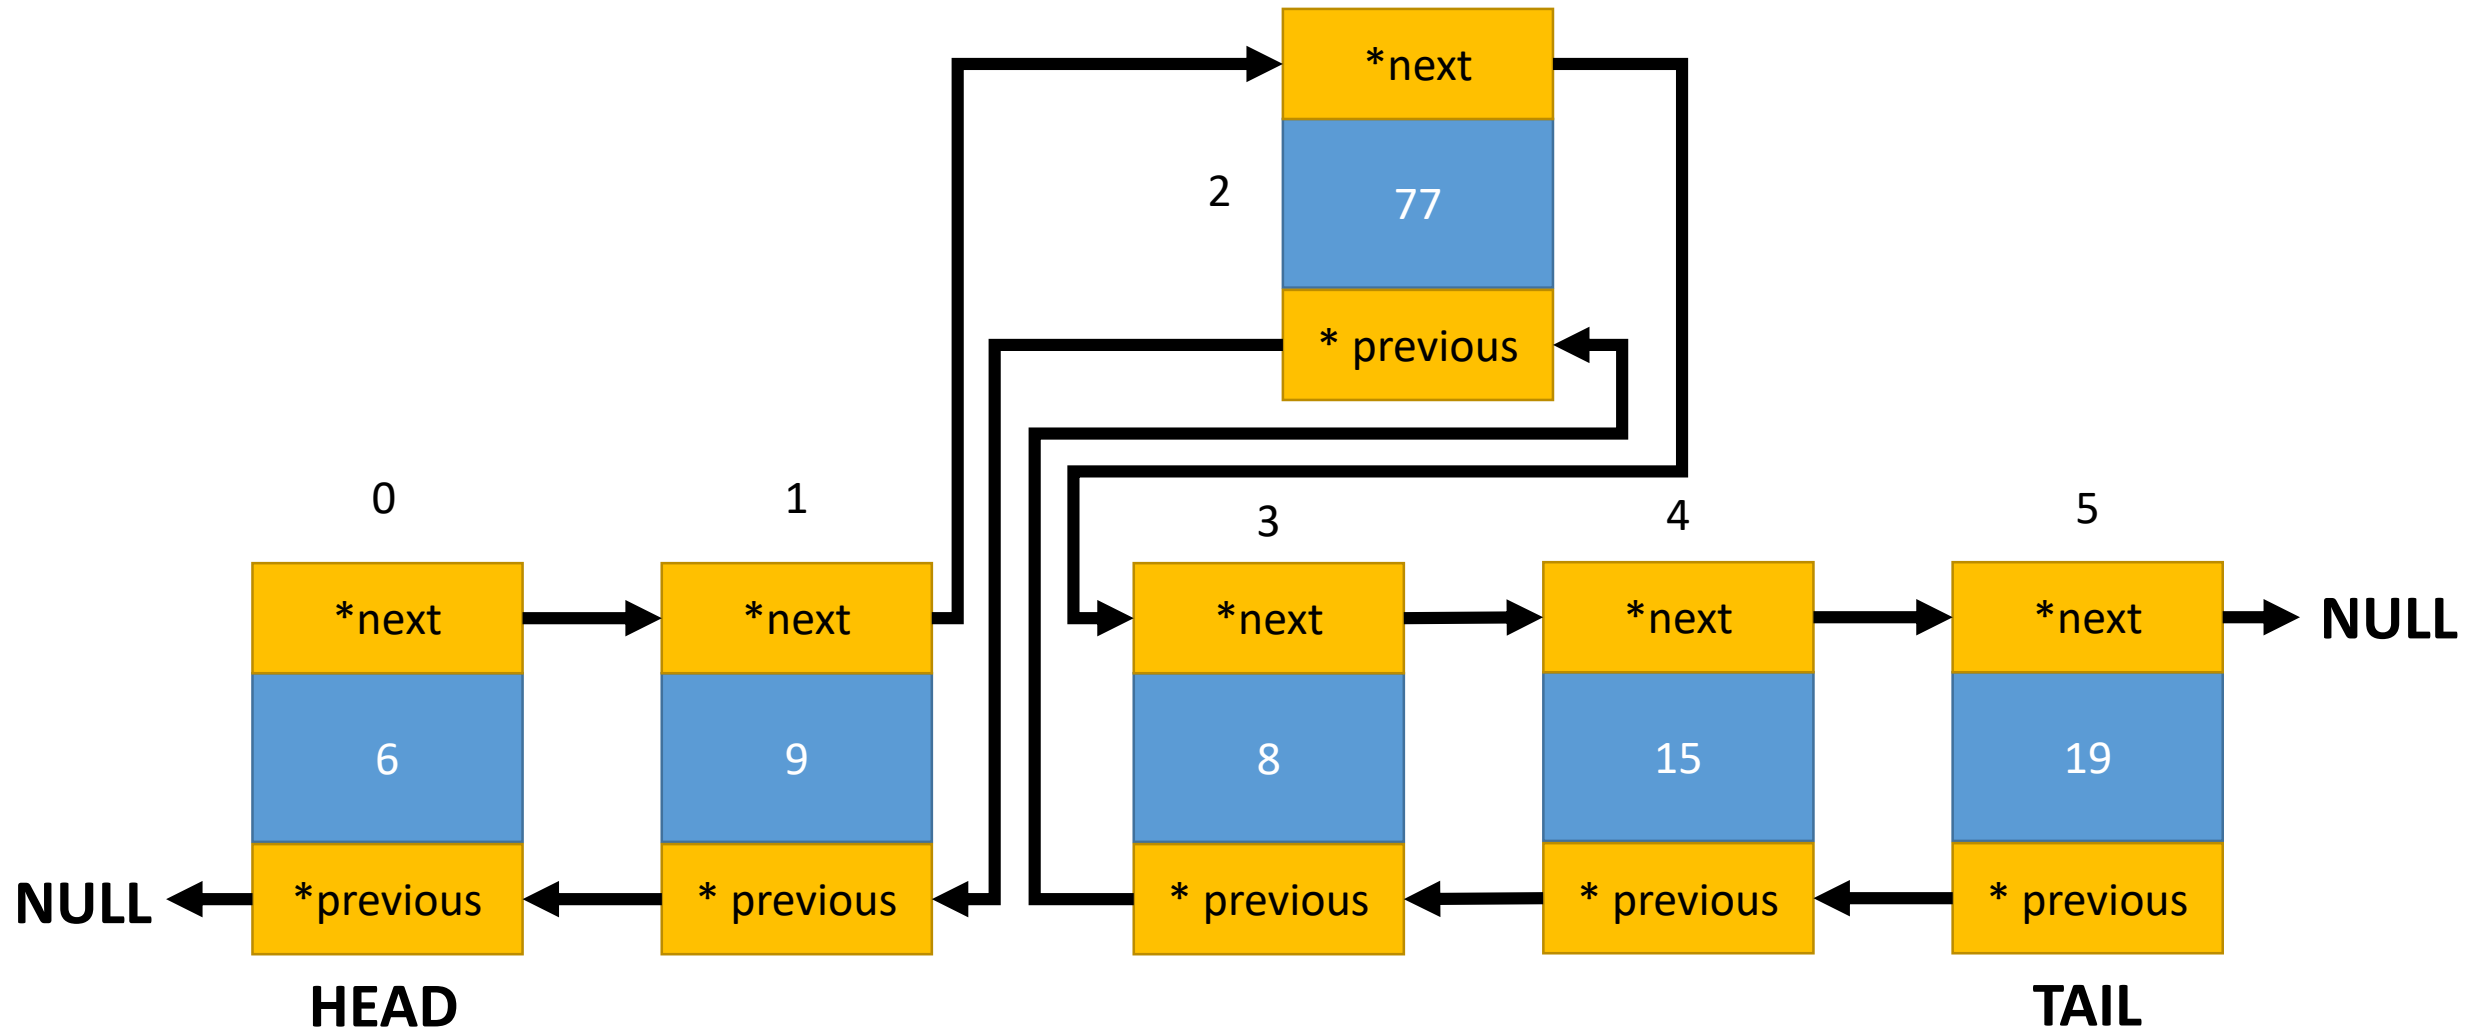 *next
2
77
* previous
0
1
3
4
5
*next
*next
*next
*next
*next
NULL
6
9
8
15
19
NULL
*previous
* previous
* previous
* previous
* previous
HEAD
TAIL